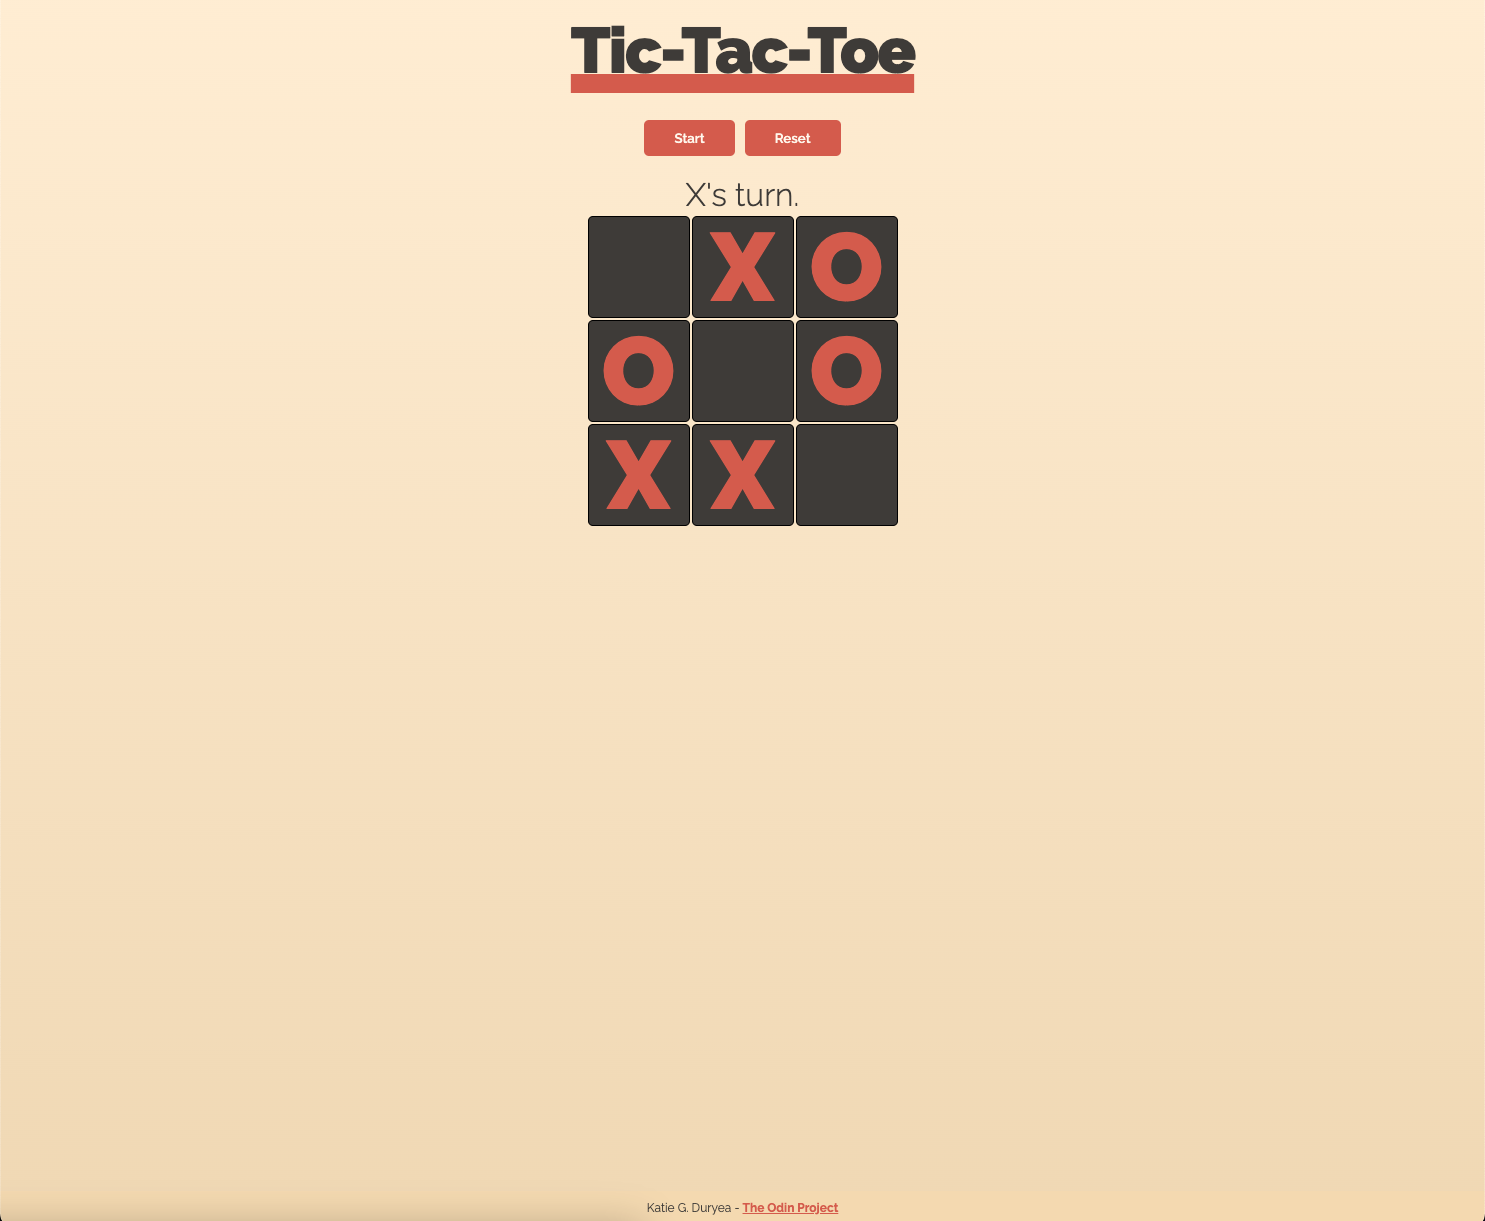 Tic-Tac-Toe
Start Reset
X's turn.
X O
O O
X X
Katie G. Duryea - The Odin Project